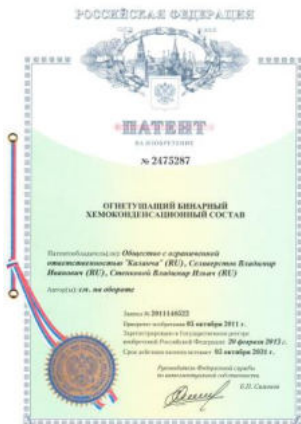 РОССИЙСКАЯ ФЕДЕРАЦИЯ
ПАТЕНТ
НА ИЗОБРЕТЕНИЕ
№ 2475287
ОГНЕТУШАЩИЙ БИНАРНЫЙ
ХЕМОКОНДЕНСАЦИОННЫЙ СОСТАВ
Патентообладатель(ли): Общество с ограниченной
ответственностью "Каланча" (RU), Селиверстов Владимир
Иванович (RU), Стенковой Владимир Ильич (RU)
Автор(ы): см. на обороте
Заявка № 2011140322
Приоритет изобретения 05 октября 2011 г.
Зарегистрировано в Государственном реестре
изобретений Российской Федерации 20 февраля 2013 г.
Срок действия патента истекает 05 октября 2031 г.
Руководитель Федеральной службы
по интеллектуальной собственности
Б.П. Симонов